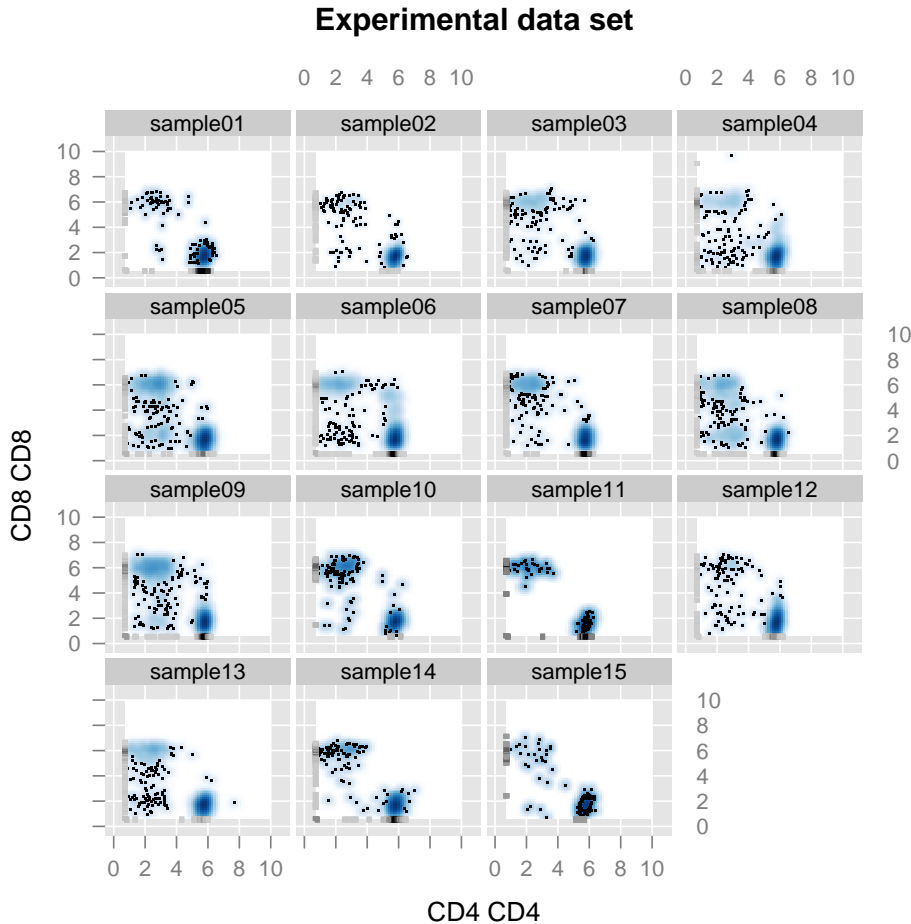 Experimental data set
0 2 4 6 8 10 0 2 4 6 8 10
sample01 sample02 sample03 sample04
10
8
6
4
2
0
sample05 sample06 sample07 sample08
10
8
6
4
2
0
CD8 CD8
sample09 sample10 sample11 sample12
10
8
6
4
2
0
sample13 sample14 sample15
10
8
6
4
2
0
0 2 4 6 8 10 0 2 4 6 8 10
CD4 CD4